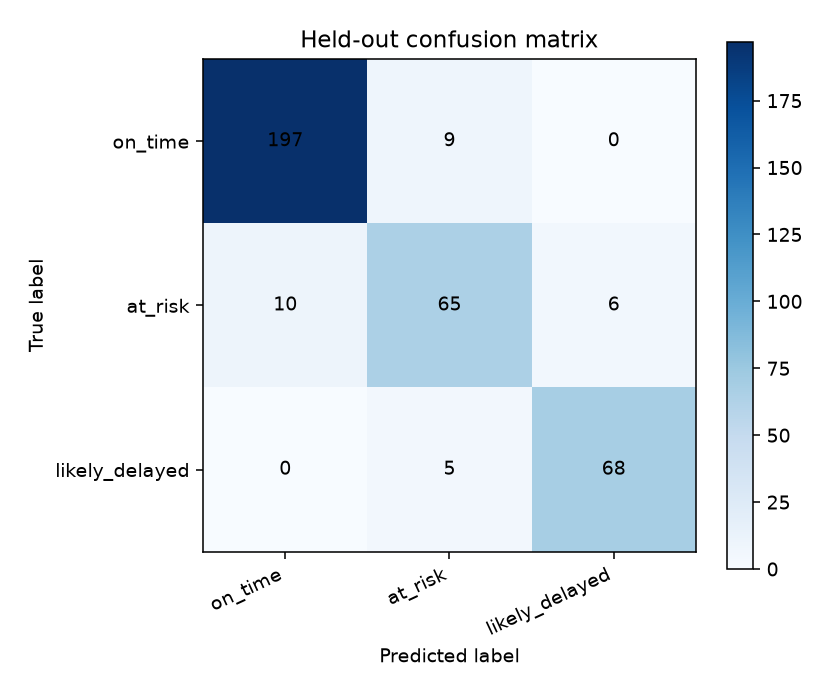 Held-out confusion matrix
True label
on_time
197
9
0
at_risk
10
65
6
likely_delayed
0
5
68
on_time
at_risk
likely_delayed
Predicted label
175
150
125
100
75
50
25
0